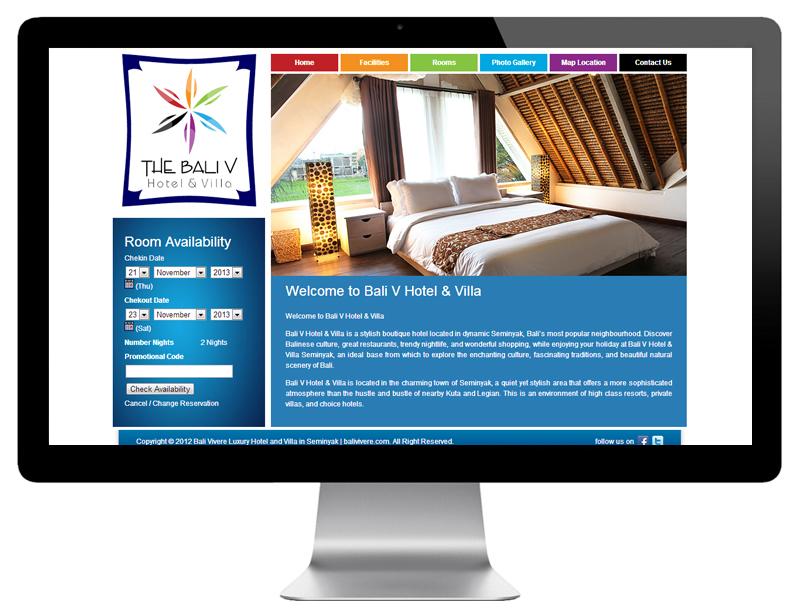 THE BALI V
Hotel & Villa
Home
Facilities
Rooms
Photo Gallery
Map Location
Contact Us
Room Availability
Chekin Date
21 November 2013
(Thu)
Chekout Date
23 November 2013
(Sat)
Number Nights 2 Nights
Promotional Code
Check Availability
Cancel / Change Reservation
Welcome to Bali V Hotel & Villa
Welcome to Bali V Hotel & Villa
Bali V Hotel & Villa is a stylish boutique hotel located in dynamic Seminyak, Bali's most popular neighbourhood. Discover
Balinese culture, great restaurants, trendy nightlife, and wonderful shopping, while enjoying your holiday at Bali V Hotel &
Villa Seminyak, an ideal base from which to explore the enchanting culture, fascinating traditions, and beautiful natural
scenery of Bali.
Bali V Hotel & Villa is located in the charming town of Seminyak, a quiet yet stylish area that offers a more sophisticated
atmosphere than the hustle and bustle of nearby Kuta and Legian. This is an environment of high class resorts, private
villas, and choice hotels.
Copyright © 2012 Bali Vivere Luxury Hotel and Villa in Seminyak | balivivere.com. All Right Reserved.
follow us on